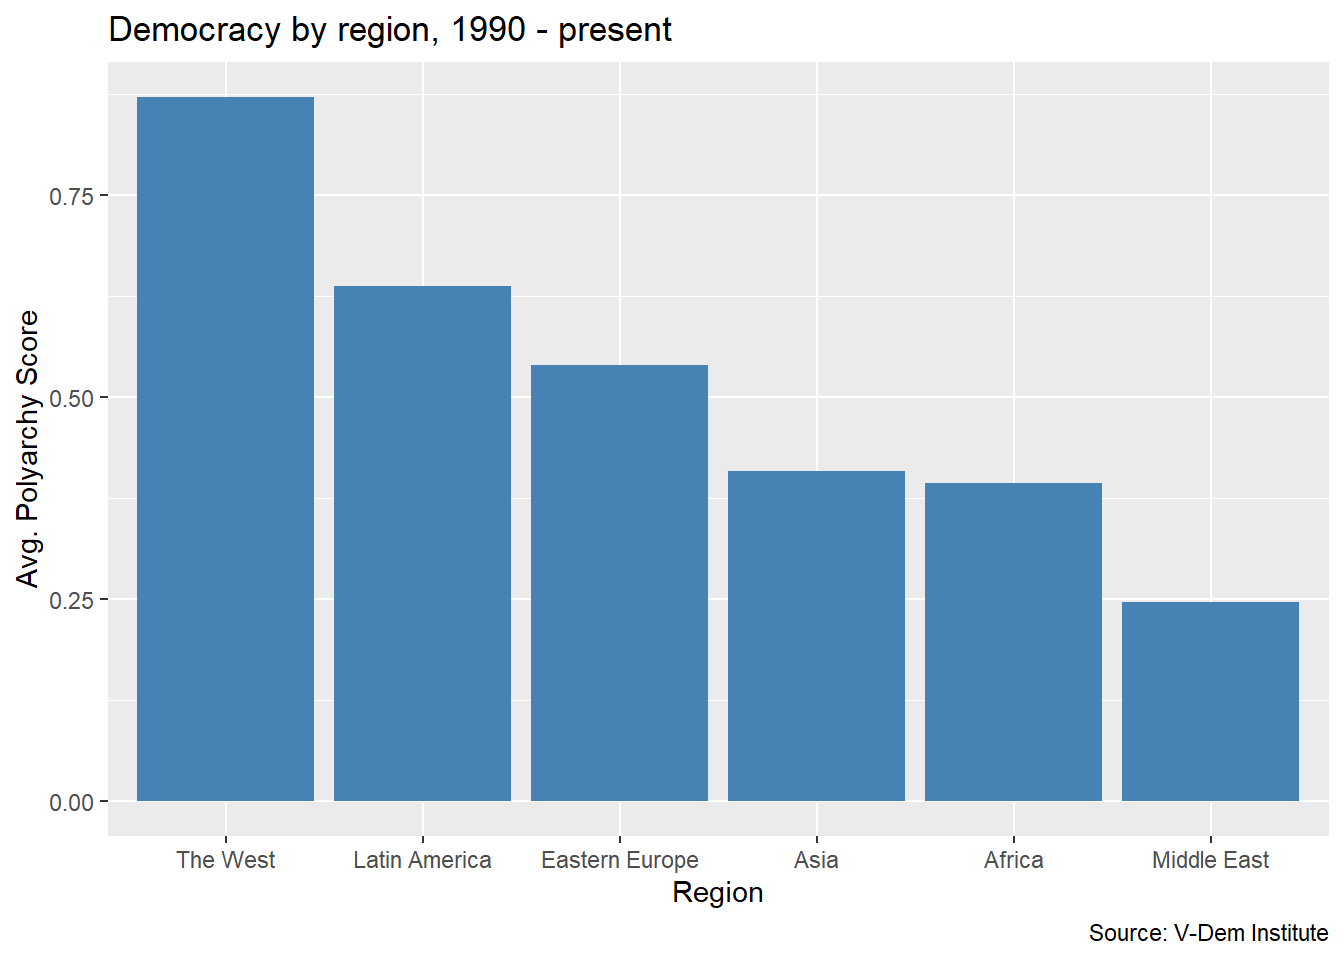 Democracy by region, 1990 - present
Avg. Polyarchy Score
0.75
0.50
0.25
0.00
The West Latin America Eastern Europe Asia Africa Middle East
Region
Source: V-Dem Institute